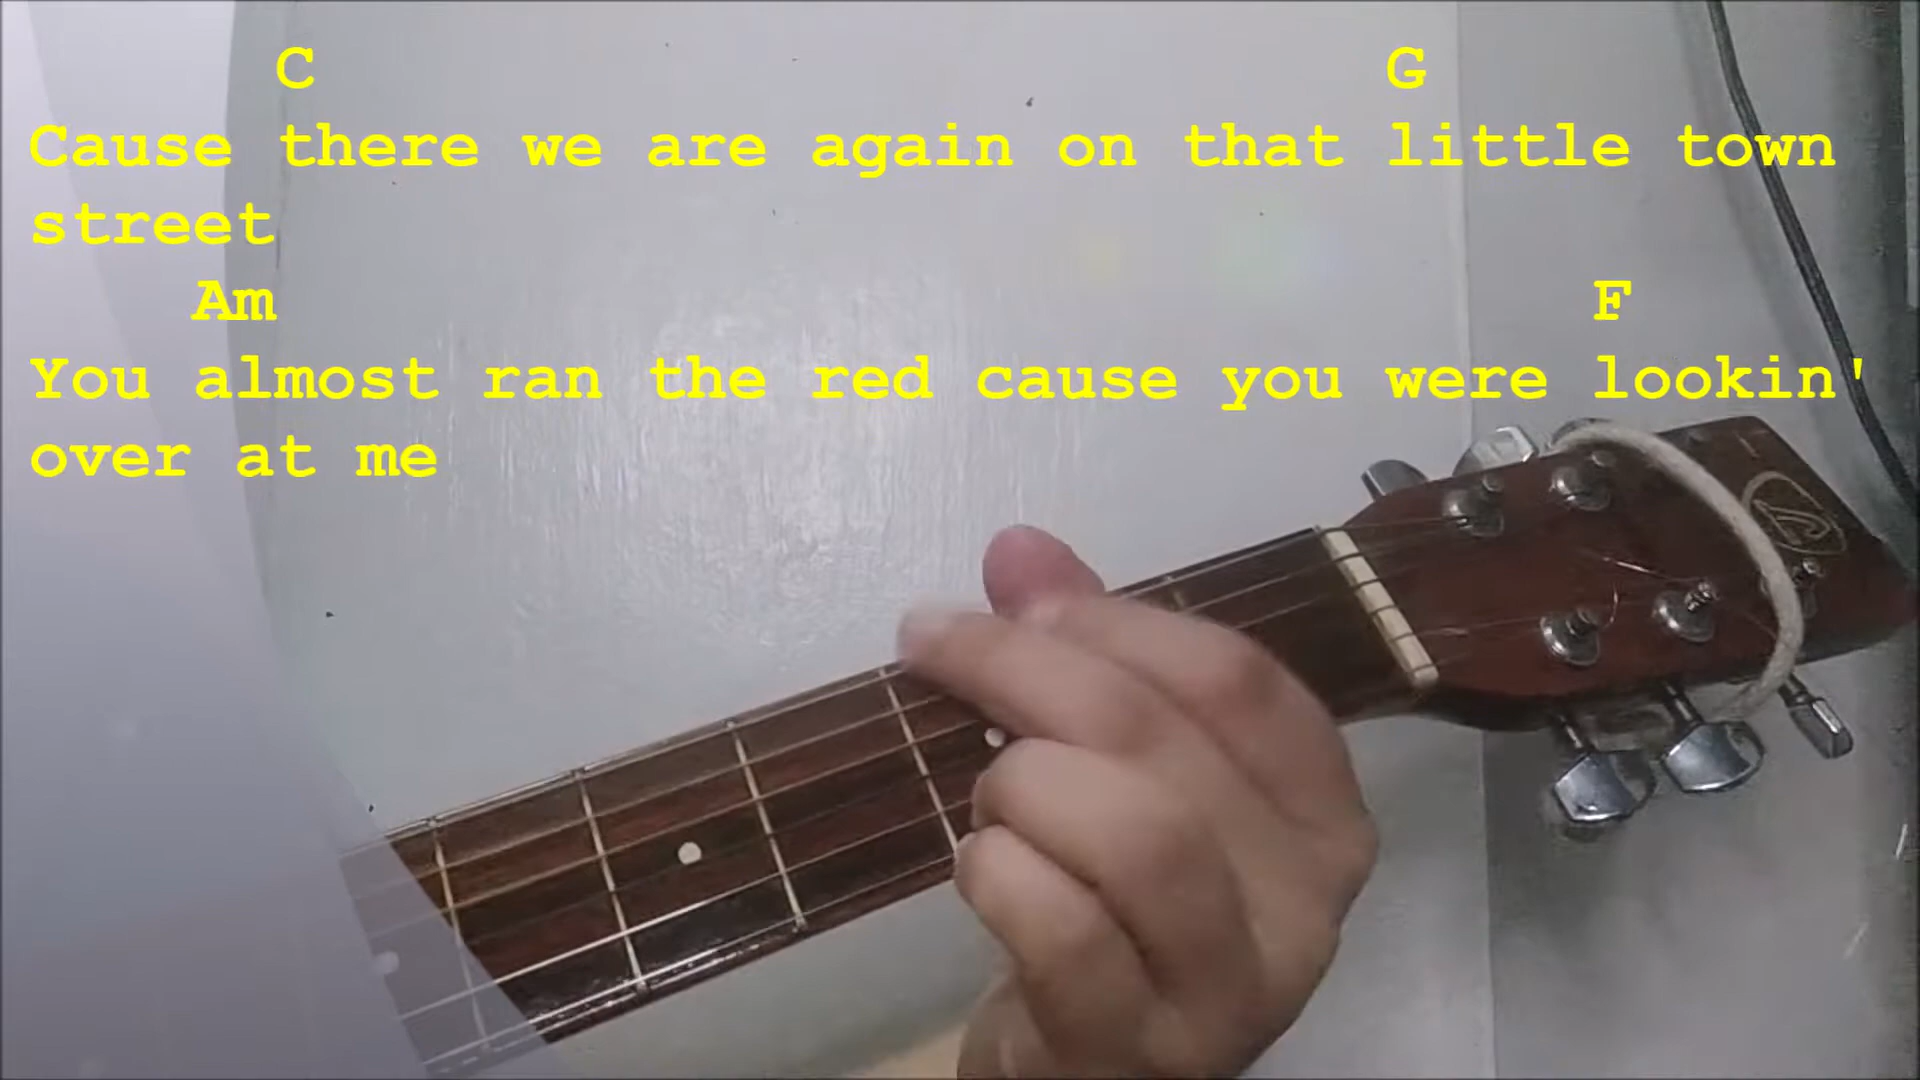 C G
Cause there we are again on that little town
street
Am F
You almost ran the red cause you were lookin'
over at me